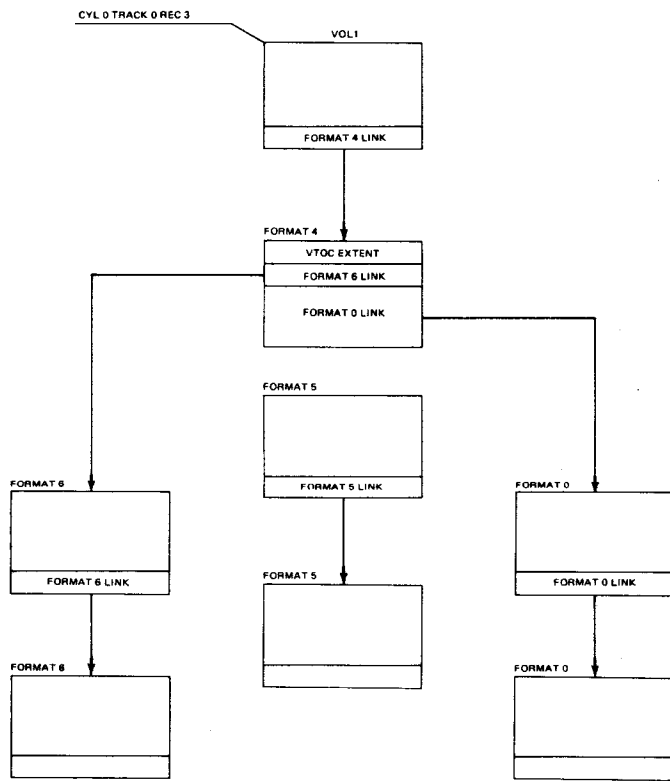 CYL 0 TRACK 0 REC 3
VOL1
FORMAT 4 LINK
FORMAT 4
VTOC EXTENT
FORMAT 6 LINK
FORMAT 0 LINK
FORMAT 5
FORMAT 5 LINK
FORMAT 6
FORMAT 0
FORMAT 6 LINK
FORMAT 5
FORMAT 0 LINK
FORMAT 6
FORMAT 0